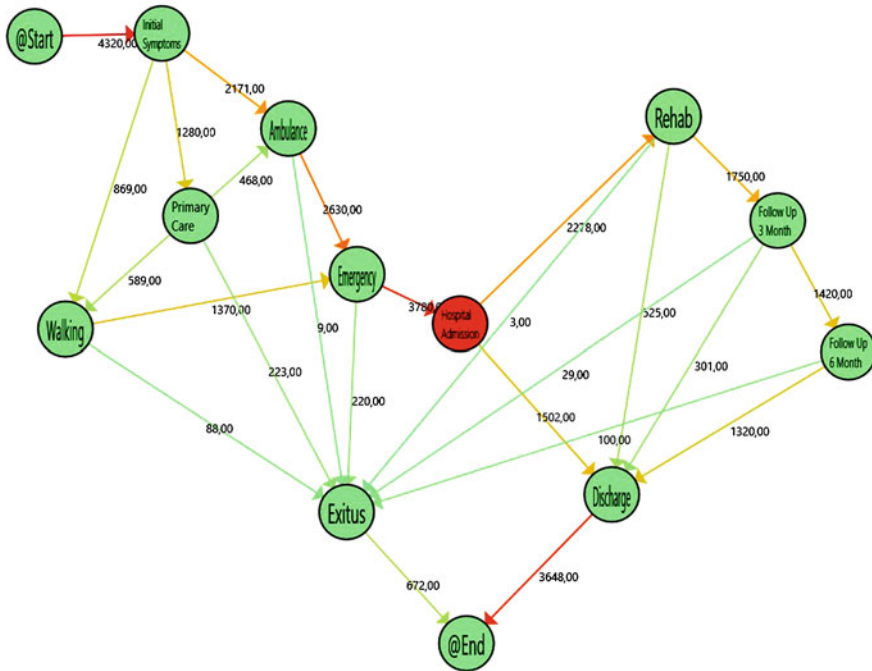 @Start
Initial
Symptoms
4320,00
2171,00
1280,00
Ambulance
Rehab
869,00
468,00
1750,00
Primary
Care
2630,00
2278,00
Follow Up
3 Month
589,00
Emergency
1420,00
1370,00
3780,0
Hosprital
Admission
Walking
9,00
3,00
525,00
Follow Up
6 Month
223,00
29,00
301,00
220,00
1502,00
88,00
100,00
1320,00
Exitus
Discharge
672,00
3648,00
@End